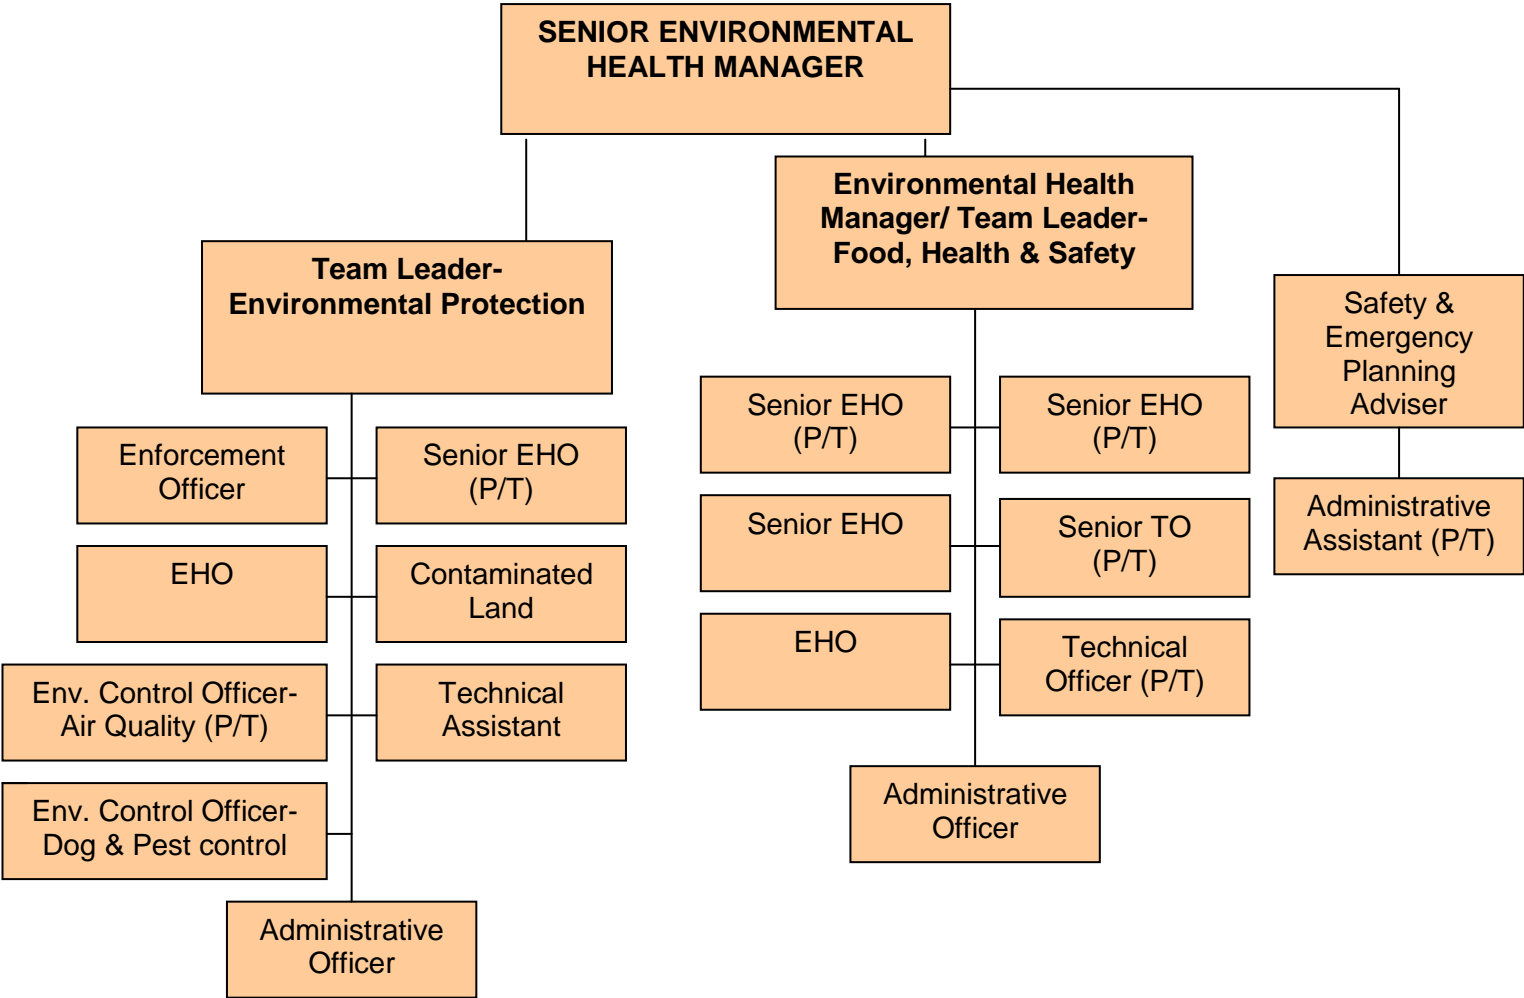 SENIOR ENVIRONMENTAL
HEALTH MANAGER
Environmental Health
Manager/ Team Leader-
Food, Health & Safety
Team Leader-
Environmental Protection
Safety &
Emergency
Planning
Adviser
Enforcement
Officer
Senior EHO
(P/T)
EHO
Contaminated
Land
Env. Control Officer-
Air Quality (P/T)
Technical
Assistant
Env. Control Officer-
Dog & Pest control
Administrative
Officer
Senior EHO
(P/T)
Senior EHO
(P/T)
Senior EHO
Senior TO
(P/T)
EHO
Technical
Officer (P/T)
Administrative
Officer
Administrative
Assistant (P/T)